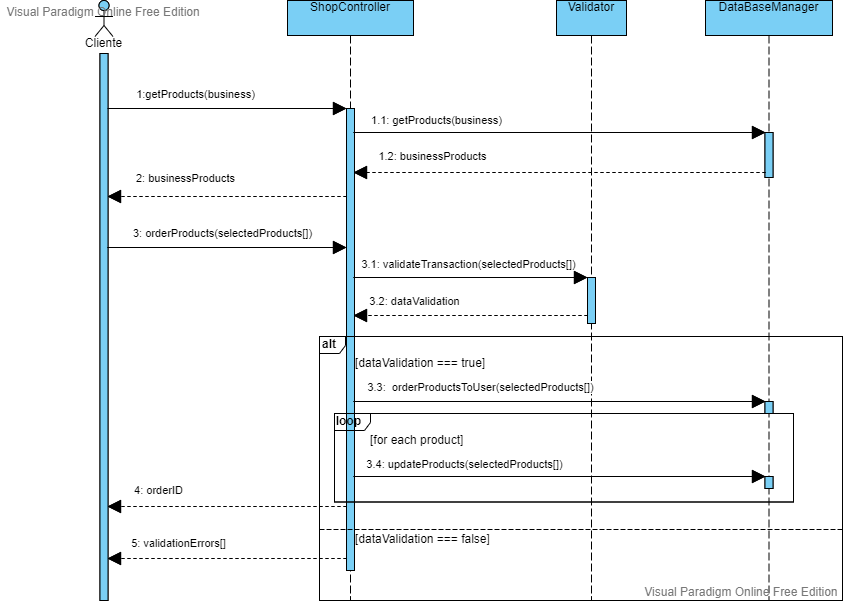 Visual Paradigm Online Free Edition
Cliente
ShopController
Validator
DataBaseManager
1:getProducts(business)
1.1: getProducts(business)
1.2: businessProducts
2: businessProducts
3: orderProducts(selectedProducts[])
3.1: validateTransaction(selectedProducts[])
3.2: dataValidation
alt
[dataValidation === true]
3.3: orderProductsToUser(selectedProducts[])
loop
[for each product]
3.4: updateProducts(selectedProducts[])
4: orderID
[dataValidation === false]
5: validationErrors[]
Visual Paradigm Online Free Edition